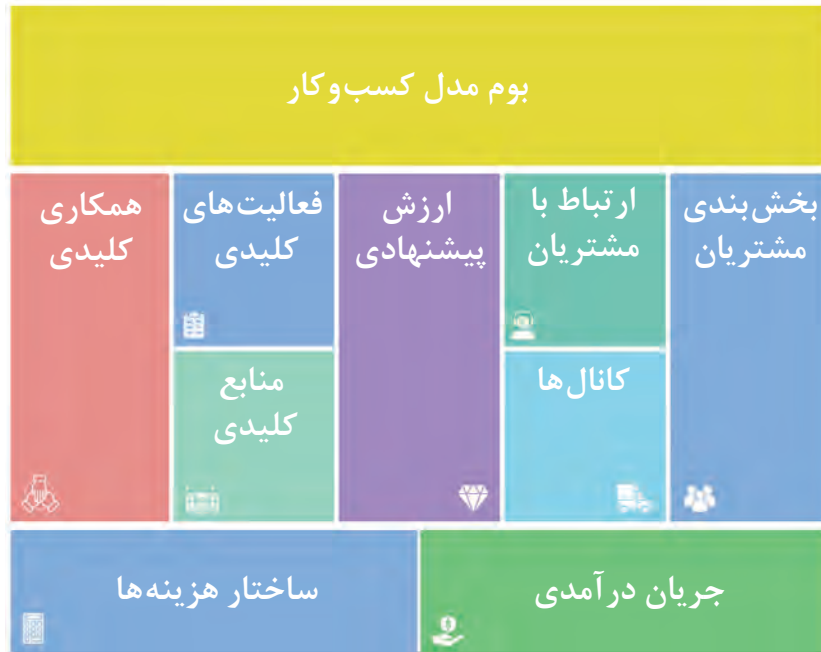 بوم مدل کسب‌وکار
بخش‌بندی
مشتریان
ارتباط با
مشتریان
کانال‌ها
ارزش
پیشنهادی
فعالیت‌های
کلیدی
منابع
کلیدی
همکاری
کلیدی
جریان درآمدی
ساختار هزینه‌ها